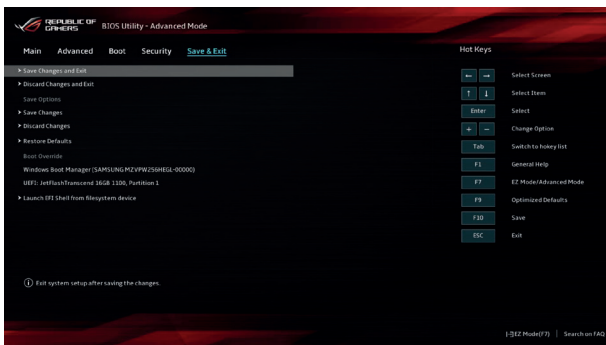 REPUBLIC OF
GAMERS
BIOS Utility - Advanced Mode
Main Advanced Boot Security Save & Exit
Hot Keys
Save Changes and Exit
Discard Changes and Exit
Save Options
Save Changes
Discard Changes
Restore Defaults
Boot Override
Windows Boot Manager (SAMSUNG MZVPW256HEGL-00000)
UEFI: JetFlashTranscend 16GB 1100, Partition 1
Launch EFI Shell from filesystem device
← → Select Screen
↑ ↓ Select Item
Enter Select
+ − Change Option
Tab Switch to hokey list
F1 General Help
F7 EZ Mode/Advanced Mode
F9 Optimized Defaults
F10 Save
ESC Exit
Exit system setup after saving the changes.
EZ Mode(F7) | Search on FAQ